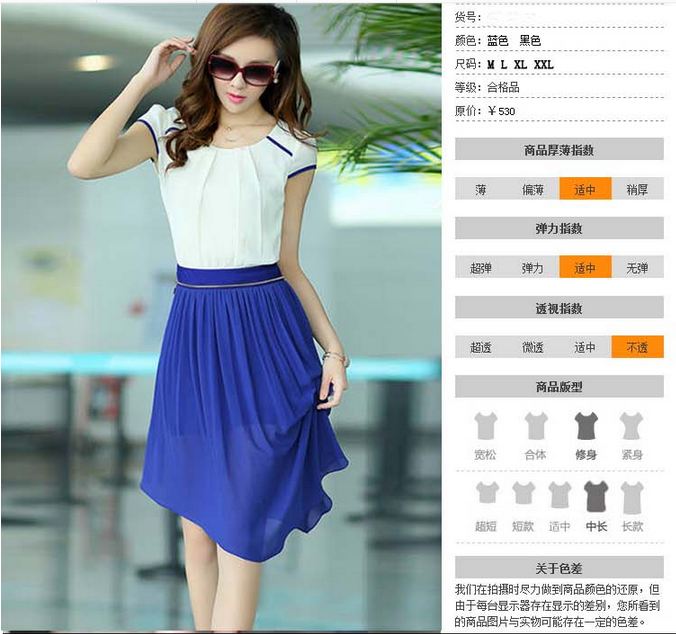 货号:
颜色: 蓝色 黑色
尺码: M L XL XXL
等级: 合格品
原价: ￥530
商品厚薄指数
薄 偏薄 适中 稍厚
弹力指数
超弹 弹力 适中 无弹
透视指数
超透 微透 适中 不透
商品版型
宽松 合体 修身 紧身
超短 短款 适中 中长 长款
关于色差
我们在拍摄时尽力做到商品颜色的还原，但
由于每台显示器存在显示的差别，您所看到
的商品图片与实物可能存在一定的色差。